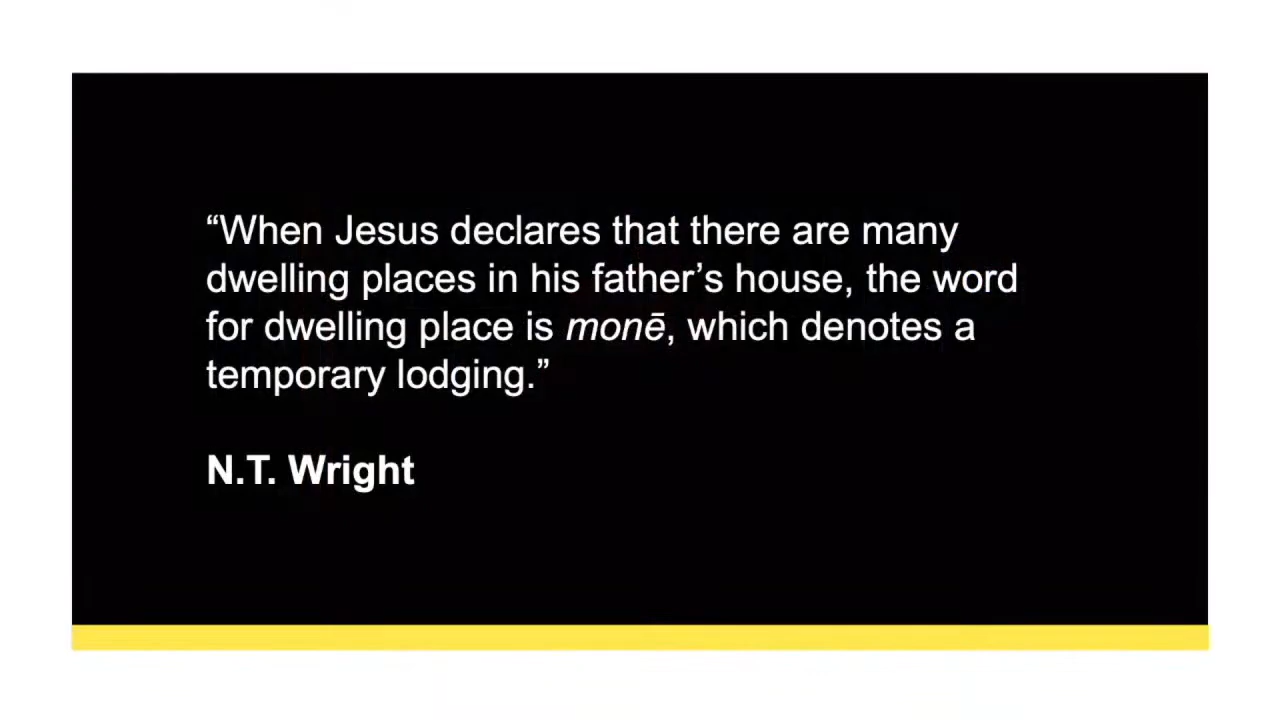 “When Jesus declares that there are many
dwelling places in his father’s house, the word
for dwelling place is monē, which denotes a
temporary lodging.”
N.T. Wright